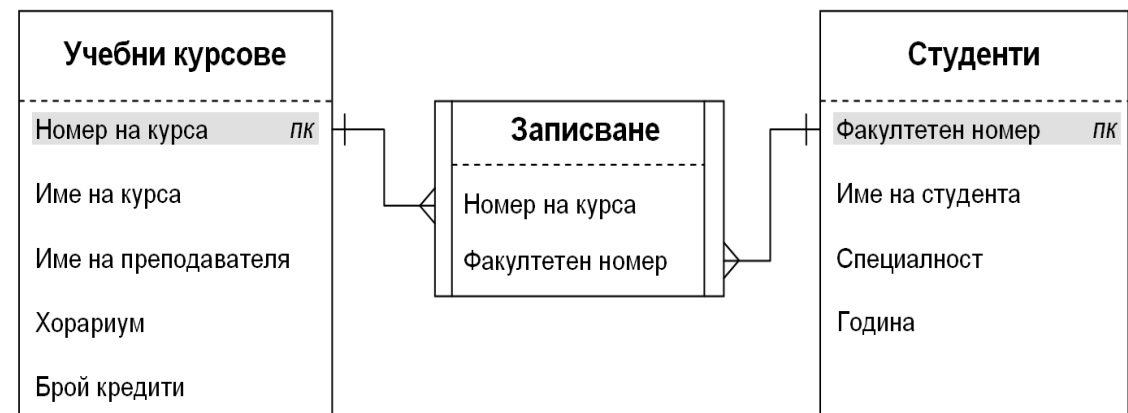 Учебни курсове
Номер на курса пк
Име на курса
Име на преподавателя
Хорариум
Брой кредити
Записване
Номер на курса
Факултетен номер
Студенти
Факултетен номер пк
Име на студента
Специалност
Година